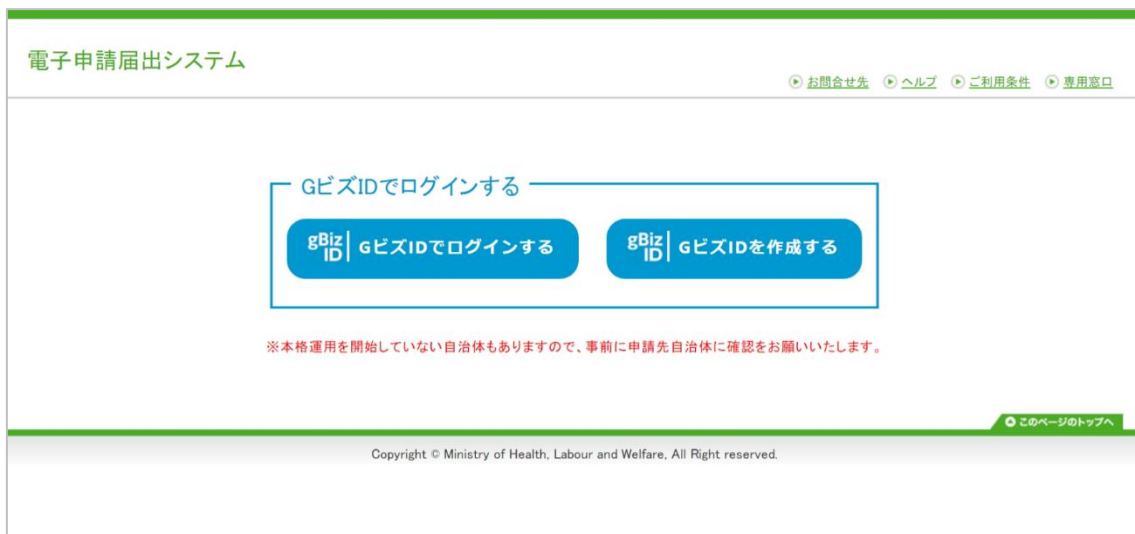 電子申請届出システム
お問合せ先 ヘルプ ご利用条件 専用窓口
GビズIDでログインする
gBiz ID GビズIDでログインする
gBiz ID GビズIDを作成する
※本格運用を開始していない自治体もありますので、事前に申請先自治体に確認をお願いいたします。
このページのトップへ
Copyright © Ministry of Health, Labour and Welfare, All Right reserved.